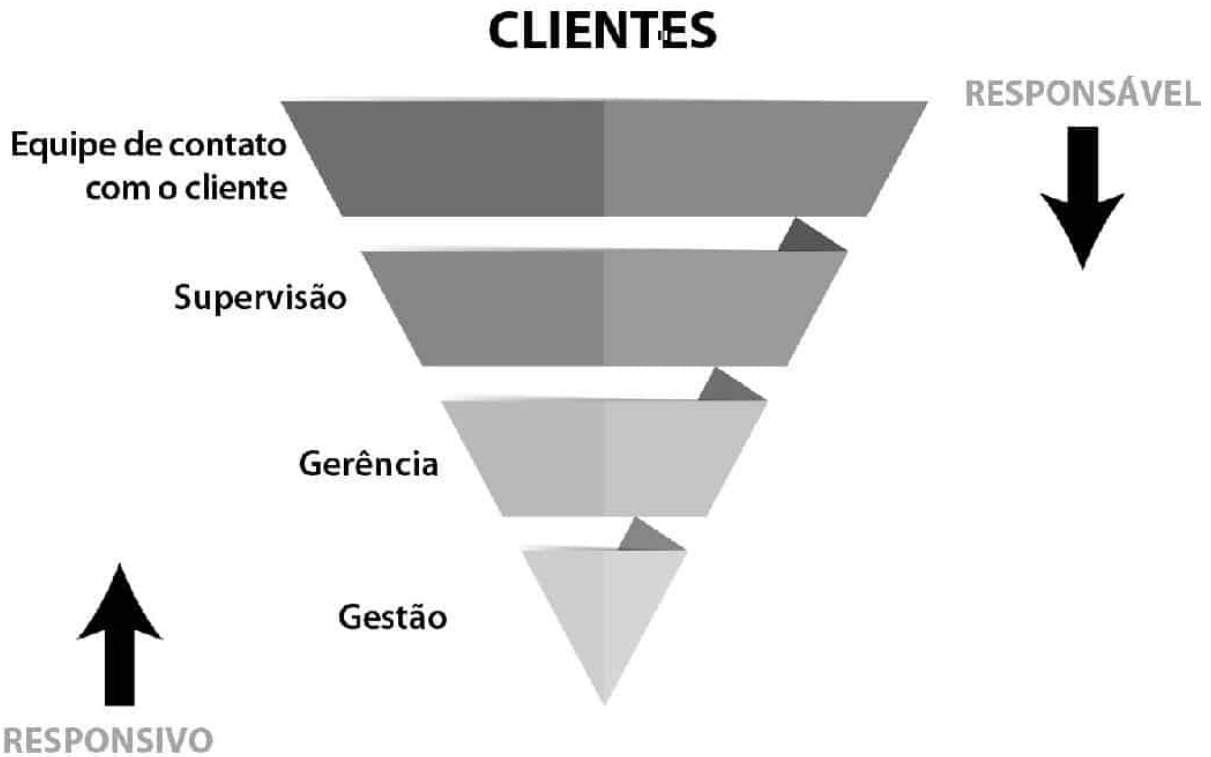 CLIENTES
RESPONSÁVEL
Equipe de contato
com o cliente
Supervisão
Gerência
Gestão
RESPONSIVO